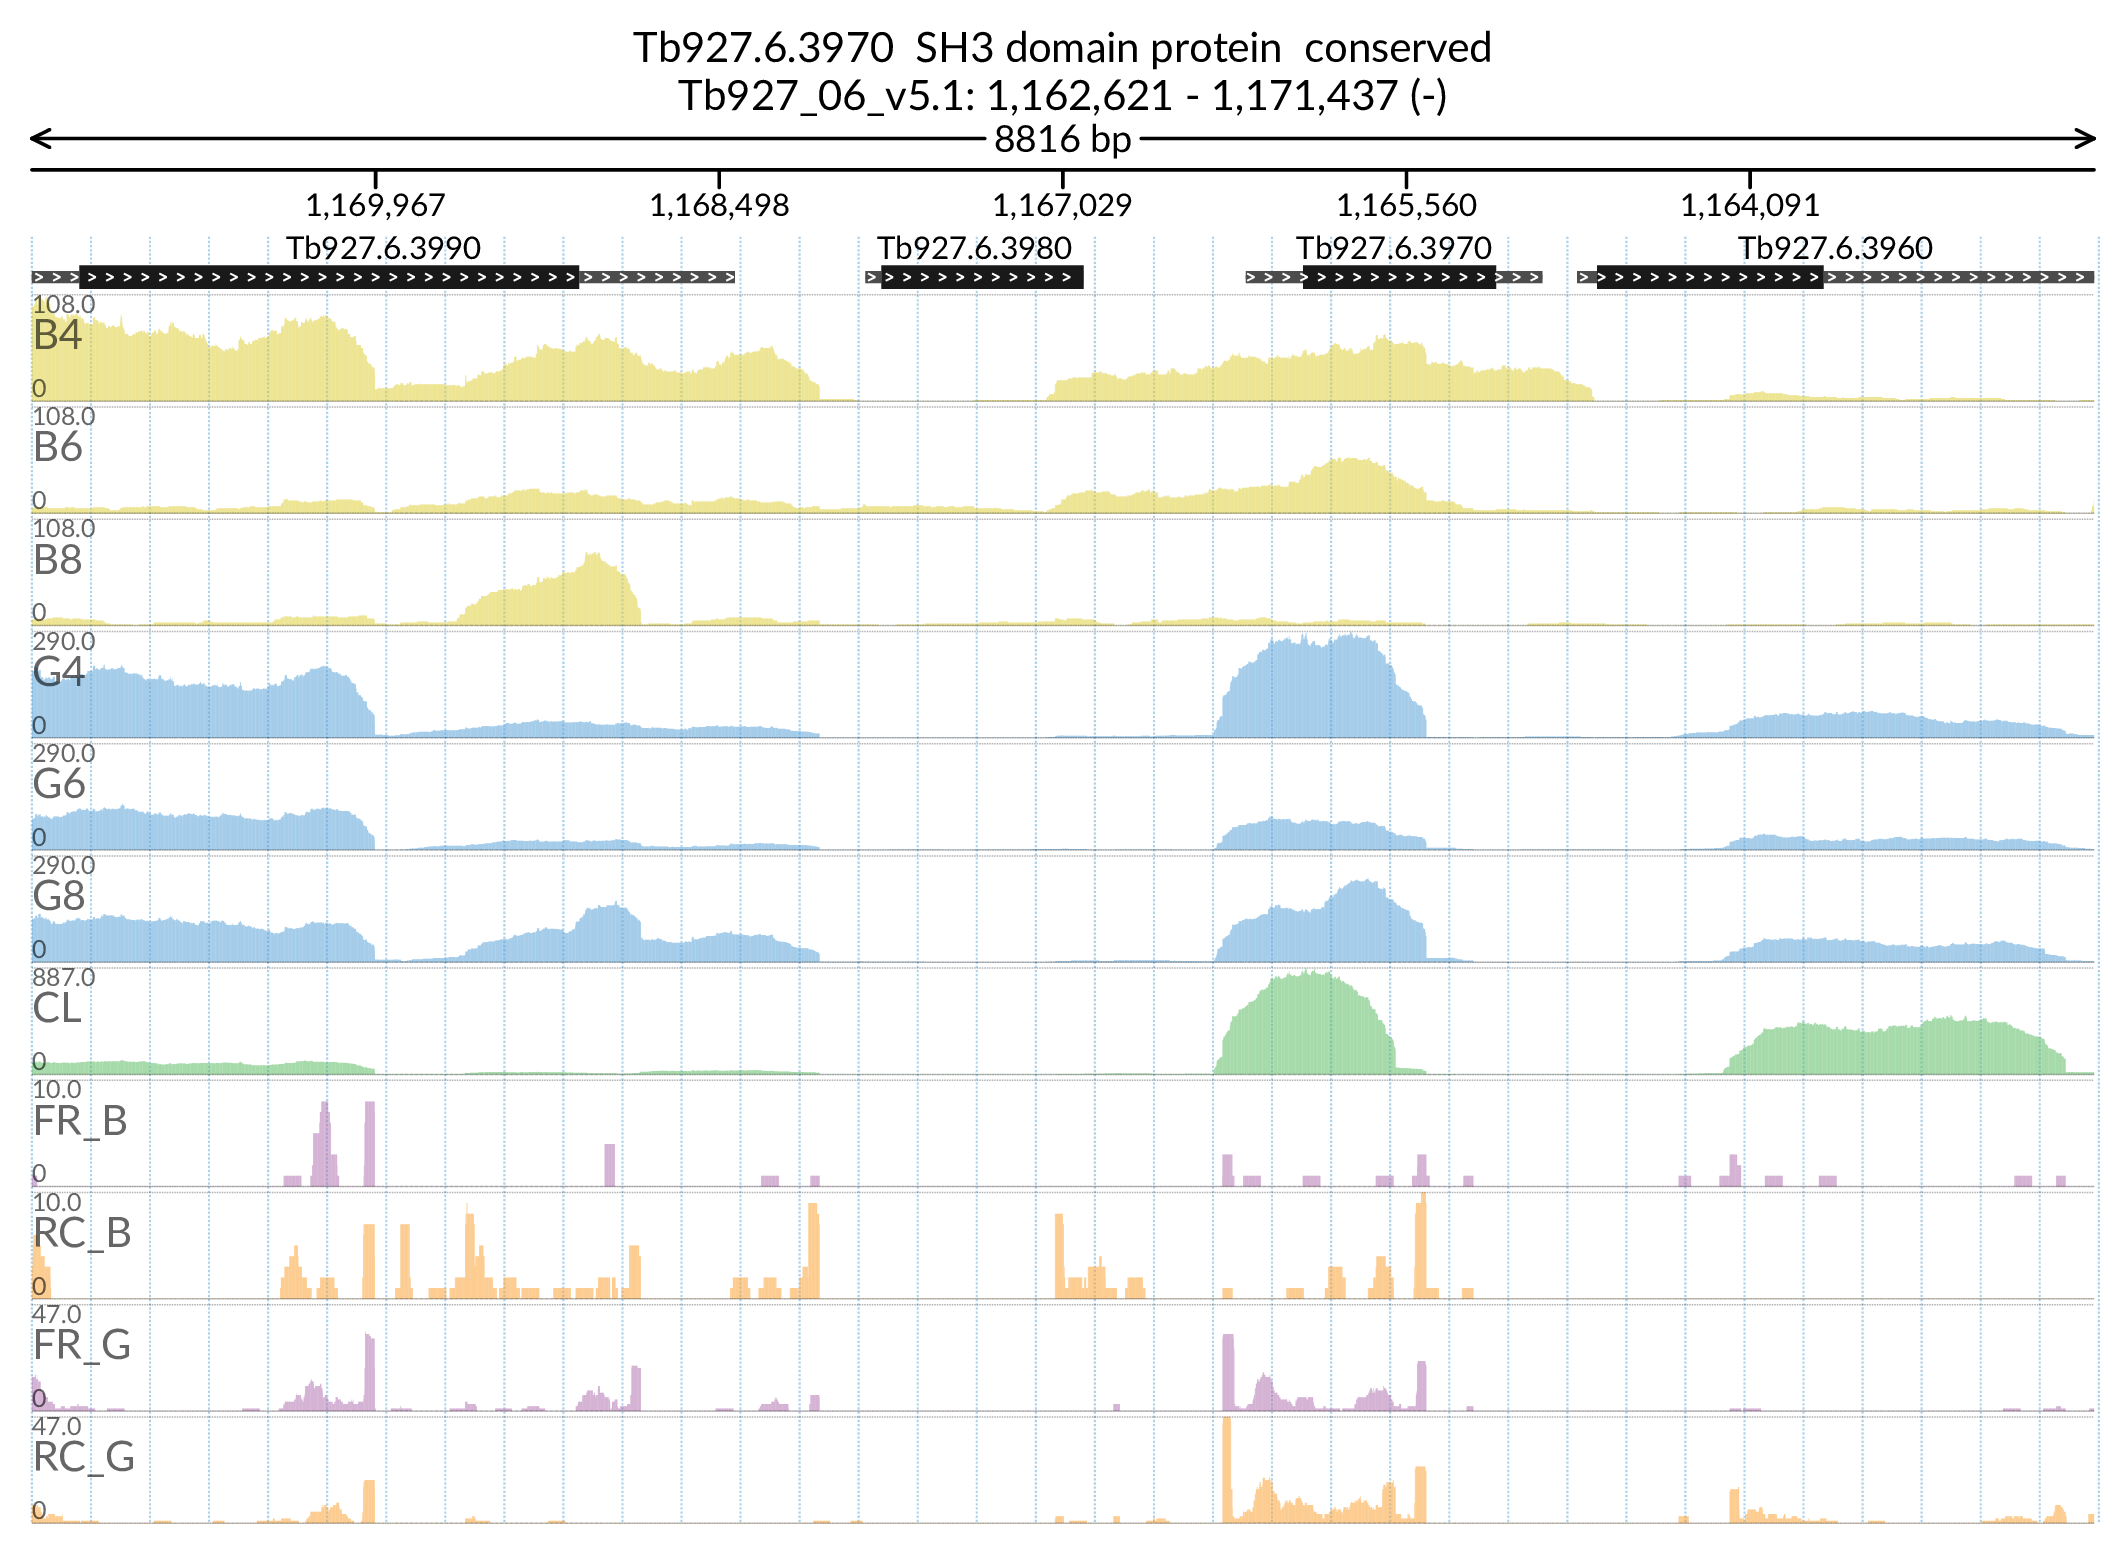 Tb927.6.3970  SH3 domain protein  conserved
Tb927_06_v5.1: 1,162,621 - 1,171,437 (-)
8816 bp
1,169,967 1,168,498 1,167,029 1,165,560 1,164,091
Tb927.6.3990 Tb927.6.3980 Tb927.6.3970 Tb927.6.3960
108.0
B4
0
108.0
B6
0
108.0
B8
0
290.0
G4
0
290.0
G6
0
290.0
G8
0
887.0
CL
0
10.0
FR_B
0
10.0
RC_B
0
47.0
FR_G
0
47.0
RC_G
0